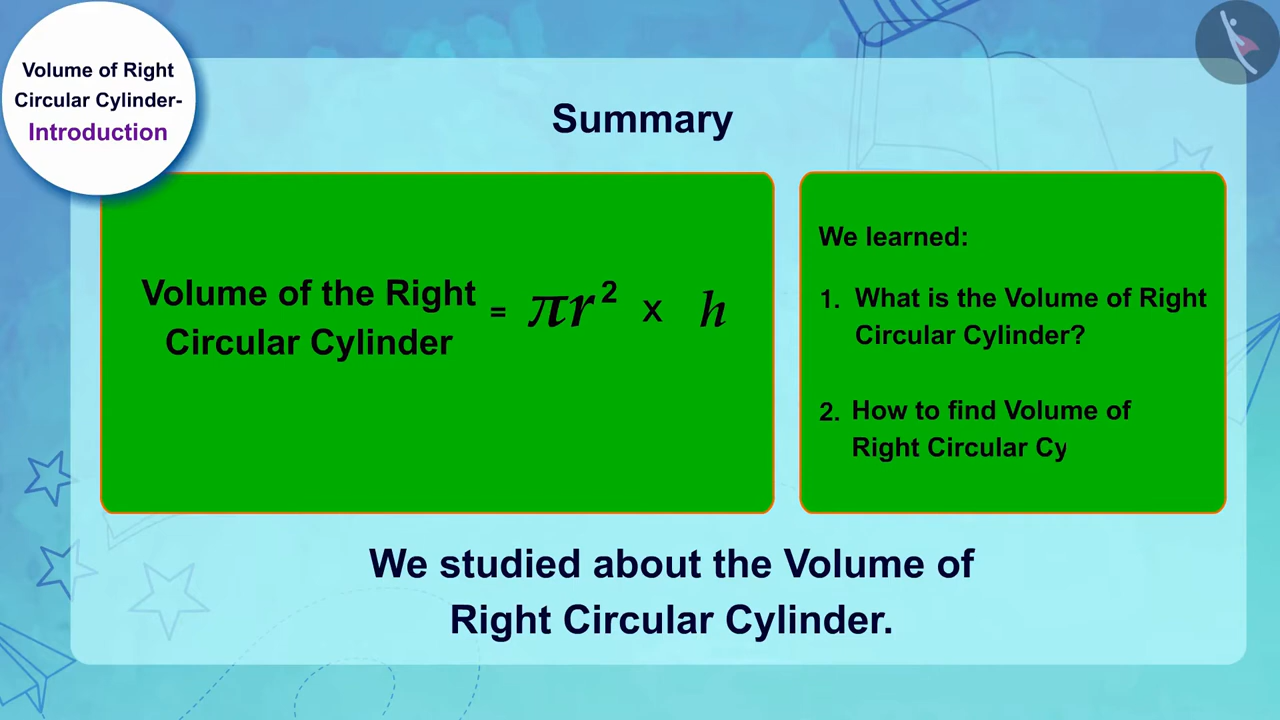 Volume of Right
Circular Cylinder-
Introduction
Summary
Volume of the Right
Circular Cylinder
= πr² x h
We learned:
1. What is the Volume of Right
Circular Cylinder?
2. How to find Volume of
Right Circular Cy
We studied about the Volume of
Right Circular Cylinder.